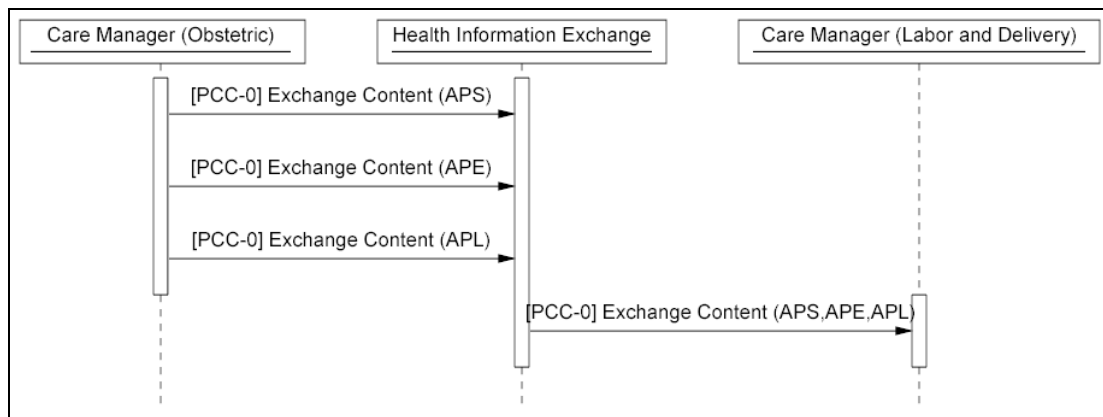 Care Manager (Obstetric)
Health Information Exchange
Care Manager (Labor and Delivery)
[PCC-0] Exchange Content (APS)
[PCC-0] Exchange Content (APE)
[PCC-0] Exchange Content (APL)
[PCC-0] Exchange Content (APS,APE,APL)